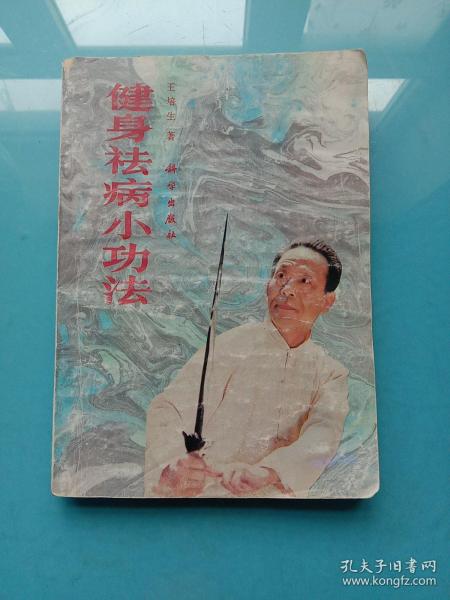 健身祛病小功法
王培生 著
科学出版社
孔夫子旧书网
www.kongfz.com